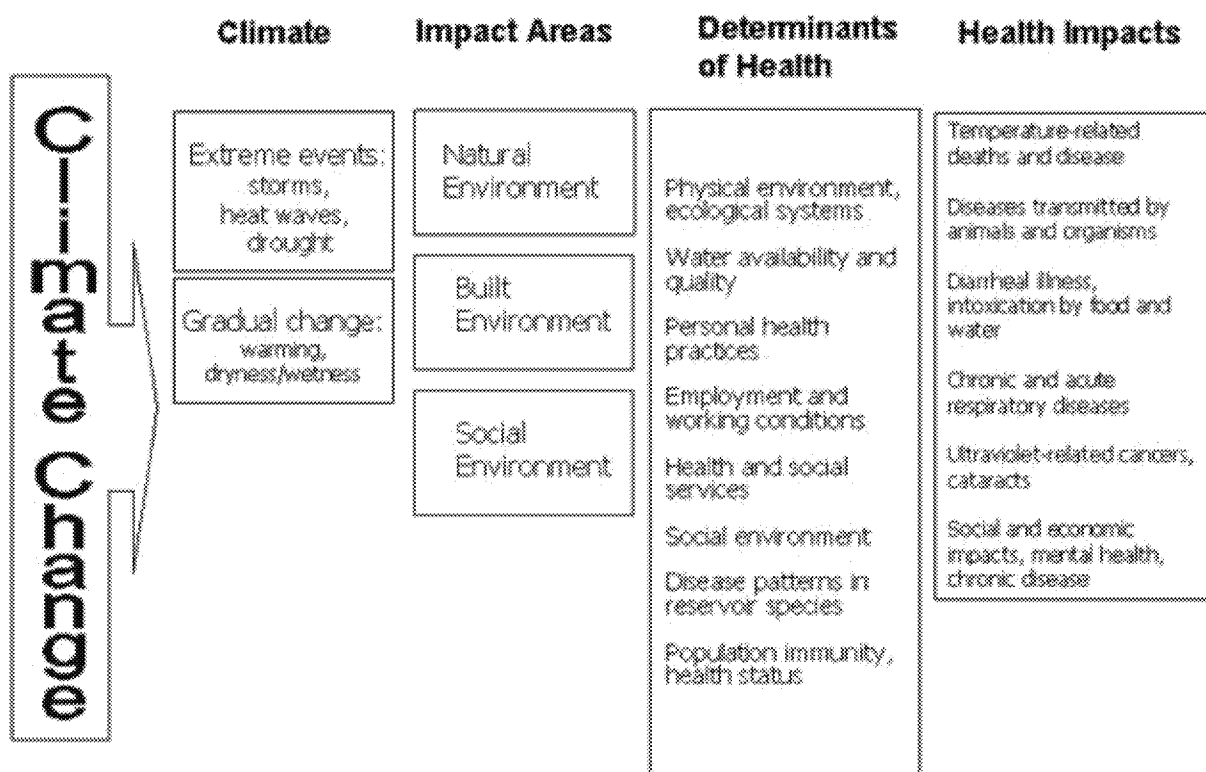 Climate Change
Climate
Extreme events:
storms,
heat waves,
drought
Gradual change:
warming,
dryness/wetness
Impact Areas
Natural
Environment
Built
Environment
Social
Environment
Determinants
of Health
Physical environment,
ecological systems
Water availability and
quality
Personal health
practices
Employment and
working conditions
Health and social
services
Social environment
Disease patterns in
reservoir species
Population immunity,
health status
Health Impacts
Temperature-related
deaths and disease
Diseases transmitted by
animals and organisms
Diarrheal illness,
intoxication by food and
water
Chronic and acute
respiratory diseases
Ultraviolet-related cancers,
cataracts
Social and economic
impacts, mental health,
chronic disease